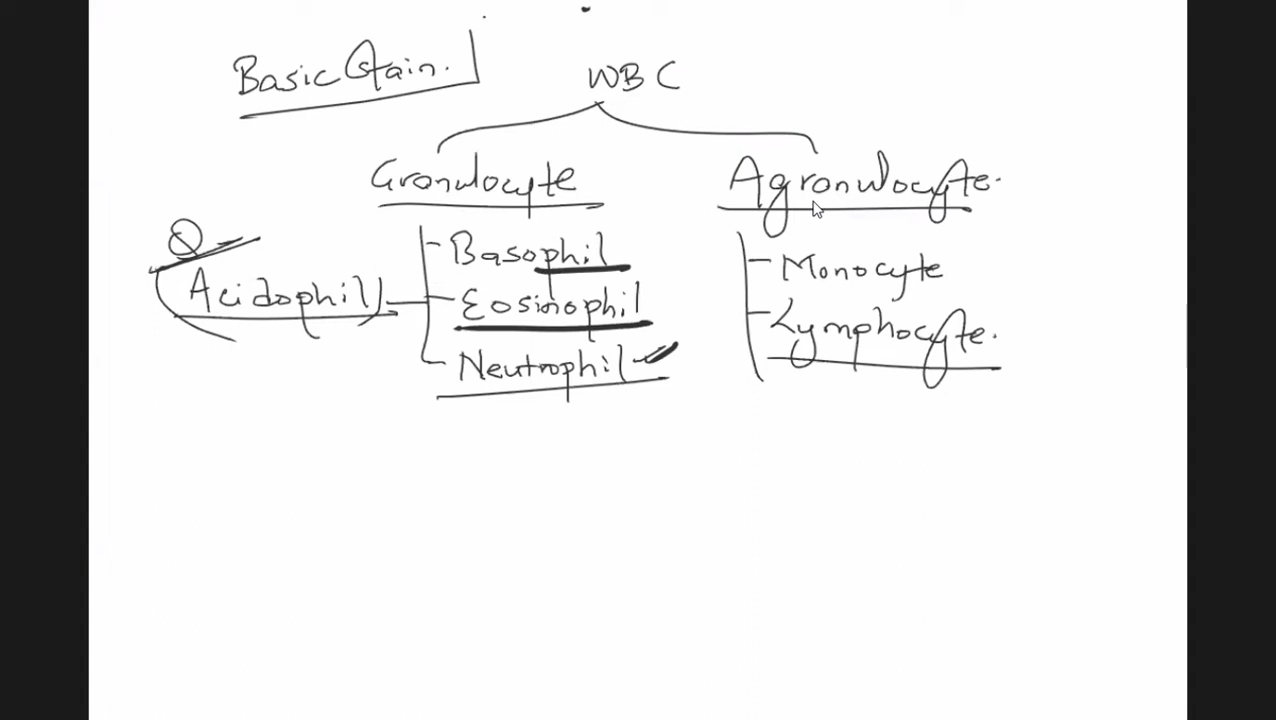 Basic Stain.
WBC
Granulocyte
Agranulocyte.
Q
Basophil
Acidophil
Eosinophil
Neutrophil
Monocyte
Lymphocyte.